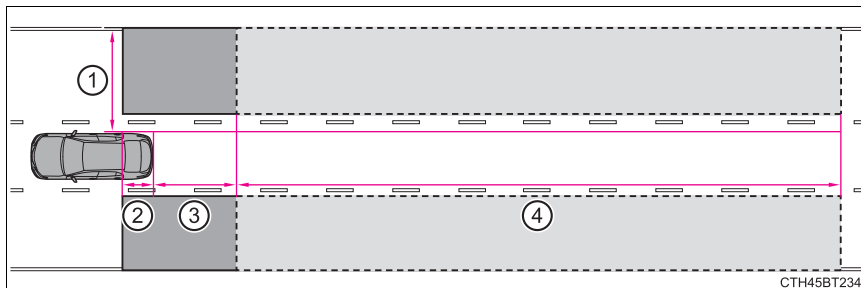 ①
② ③ ④
CTH45BT234